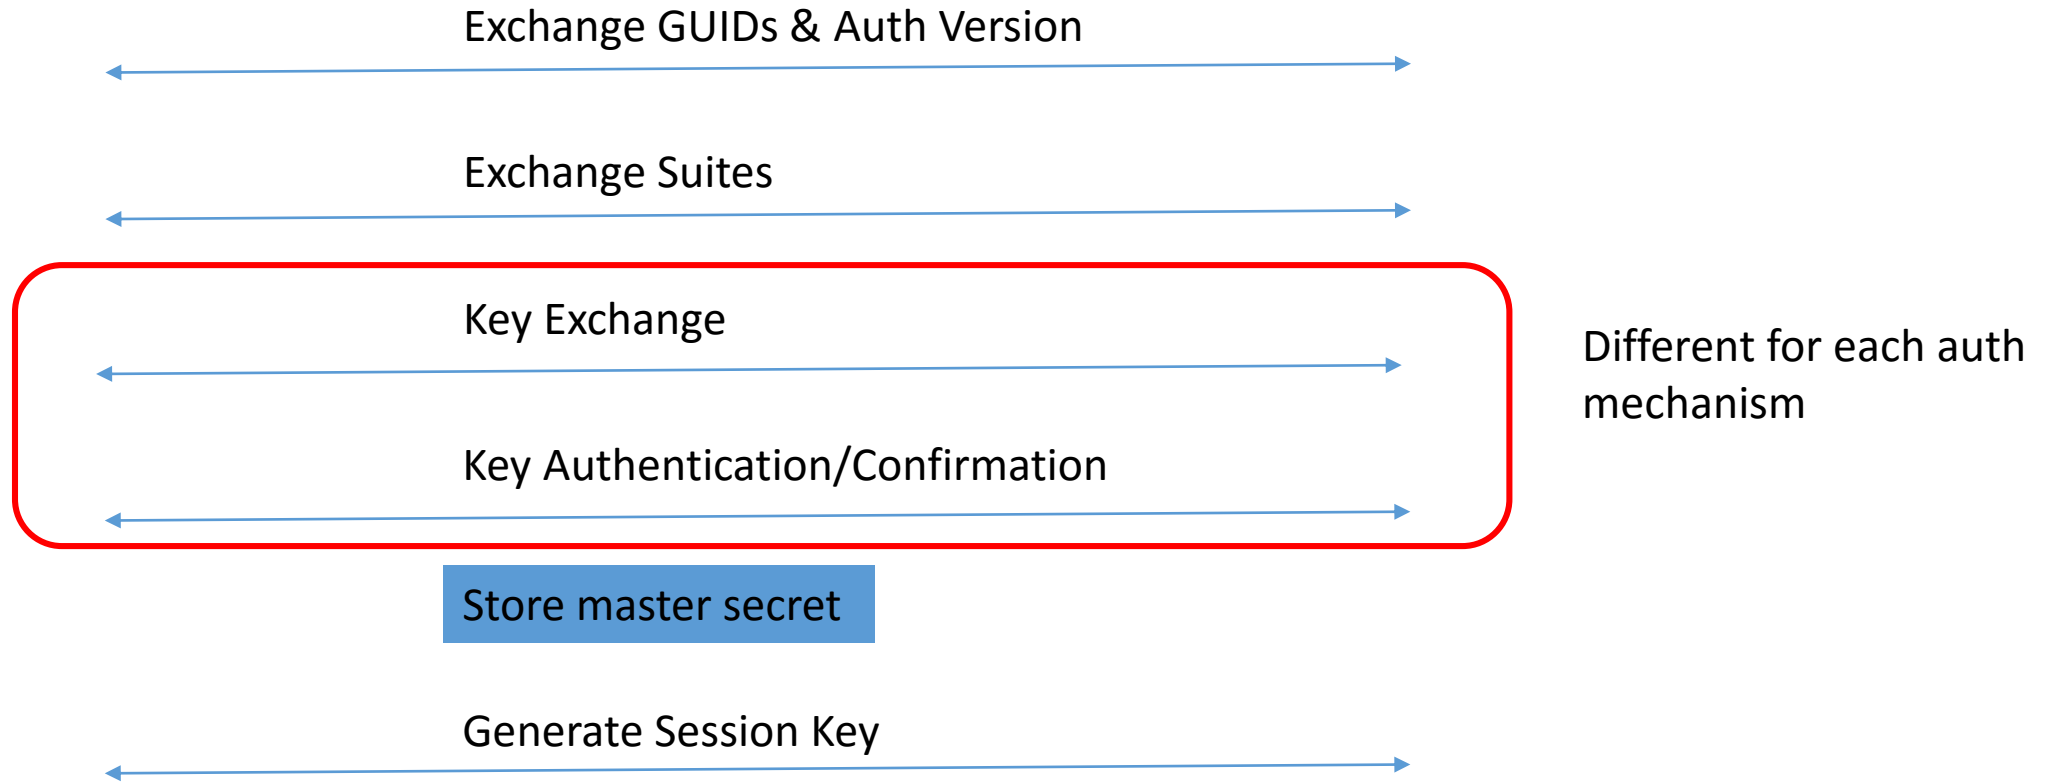 Exchange GUIDs & Auth Version
Exchange Suites
Key Exchange
Different for each auth
mechanism
Key Authentication/Confirmation
Store master secret
Generate Session Key